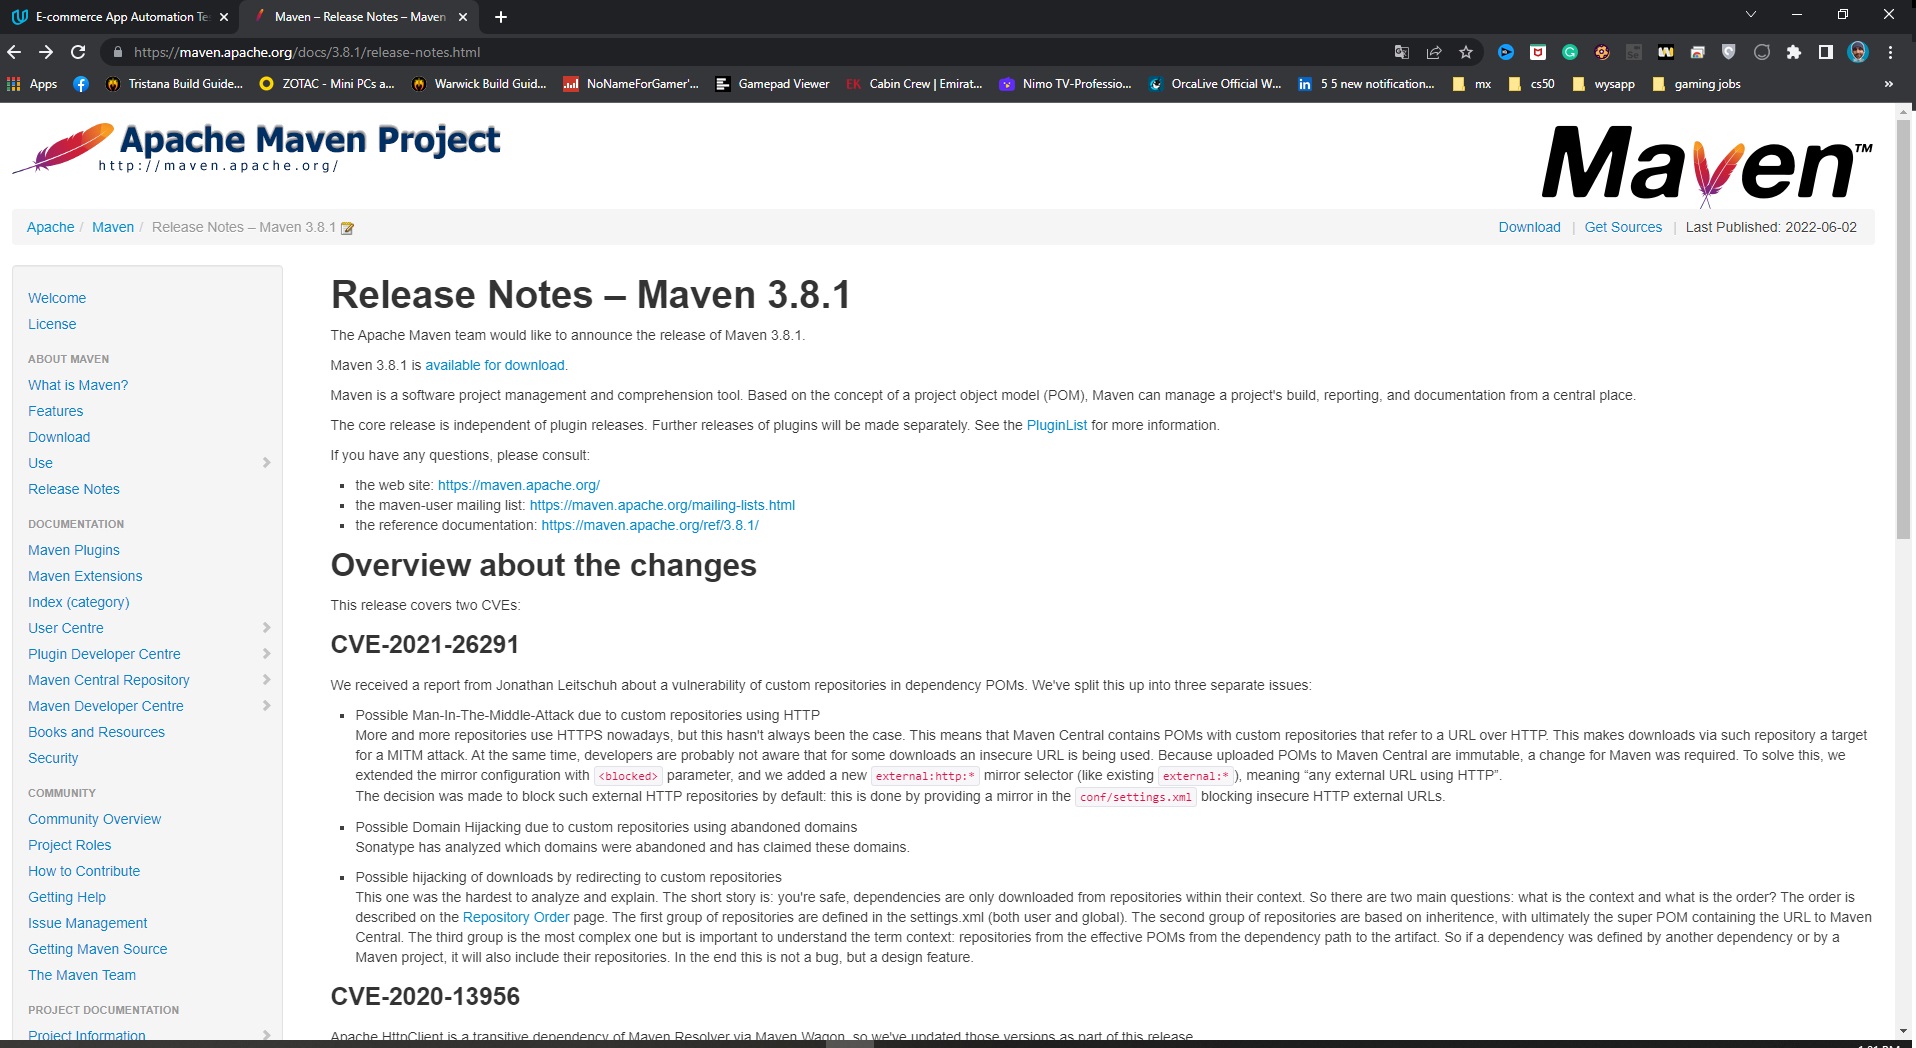 E-commerce App Automation Te
Maven – Release Notes – Maven
https://maven.apache.org/docs/3.8.1/release-notes.html
Apps
Tristana Build Guide...
ZOTAC - Mini PCs a...
Warwick Build Guid...
NoNameForGamer'...
Gamepad Viewer
EK Cabin Crew | Emirat...
Nimo TV-Professio...
OrcaLive Official W...
5 5 new notification...
mx
cs50
wysapp
gaming jobs
»
Apache Maven Project
http://maven.apache.org/
Maven™
Apache / Maven / Release Notes – Maven 3.8.1
Download | Get Sources | Last Published: 2022-06-02
Welcome
License
ABOUT MAVEN
What is Maven?
Features
Download
Use
Release Notes
DOCUMENTATION
Maven Plugins
Maven Extensions
Index (category)
User Centre
Plugin Developer Centre
Maven Central Repository
Maven Developer Centre
Books and Resources
Security
COMMUNITY
Community Overview
Project Roles
How to Contribute
Getting Help
Issue Management
Getting Maven Source
The Maven Team
PROJECT DOCUMENTATION
Project Information
Release Notes – Maven 3.8.1
The Apache Maven team would like to announce the release of Maven 3.8.1.
Maven 3.8.1 is available for download.
Maven is a software project management and comprehension tool. Based on the concept of a project object model (POM), Maven can manage a project's build, reporting, and documentation from a central place.
The core release is independent of plugin releases. Further releases of plugins will be made separately. See the PluginList for more information.
If you have any questions, please consult:
▪ the web site: https://maven.apache.org/
▪ the maven-user mailing list: https://maven.apache.org/mailing-lists.html
▪ the reference documentation: https://maven.apache.org/ref/3.8.1/
Overview about the changes
This release covers two CVEs:
CVE-2021-26291
We received a report from Jonathan Leitschuh about a vulnerability of custom repositories in dependency POMs. We've split this up into three separate issues:
▪ Possible Man-In-The-Middle-Attack due to custom repositories using HTTP
More and more repositories use HTTPS nowadays, but this hasn't always been the case. This means that Maven Central contains POMs with custom repositories that refer to a URL over HTTP. This makes downloads via such repository a target
for a MITM attack. At the same time, developers are probably not aware that for some downloads an insecure URL is being used. Because uploaded POMs to Maven Central are immutable, a change for Maven was required. To solve this, we
extended the mirror configuration with <blocked> parameter, and we added a new external:http:* mirror selector (like existing external:*), meaning “any external URL using HTTP”.
The decision was made to block such external HTTP repositories by default: this is done by providing a mirror in the conf/settings.xml blocking insecure HTTP external URLs.
▪ Possible Domain Hijacking due to custom repositories using abandoned domains
Sonatype has analyzed which domains were abandoned and has claimed these domains.
▪ Possible hijacking of downloads by redirecting to custom repositories
This one was the hardest to analyze and explain. The short story is: you're safe, dependencies are only downloaded from repositories within their context. So there are two main questions: what is the context and what is the order? The order is
described on the Repository Order page. The first group of repositories are defined in the settings.xml (both user and global). The second group of repositories are based on inheritence, with ultimately the super POM containing the URL to Maven
Central. The third group is the most complex one but is important to understand the term context: repositories from the effective POMs from the dependency path to the artifact. So if a dependency was defined by another dependency or by a
Maven project, it will also include their repositories. In the end this is not a bug, but a design feature.
CVE-2020-13956
Apache HttpClient is a transitive dependency of Maven Resolver via Maven Wagon, so we've updated those versions as part of this release.